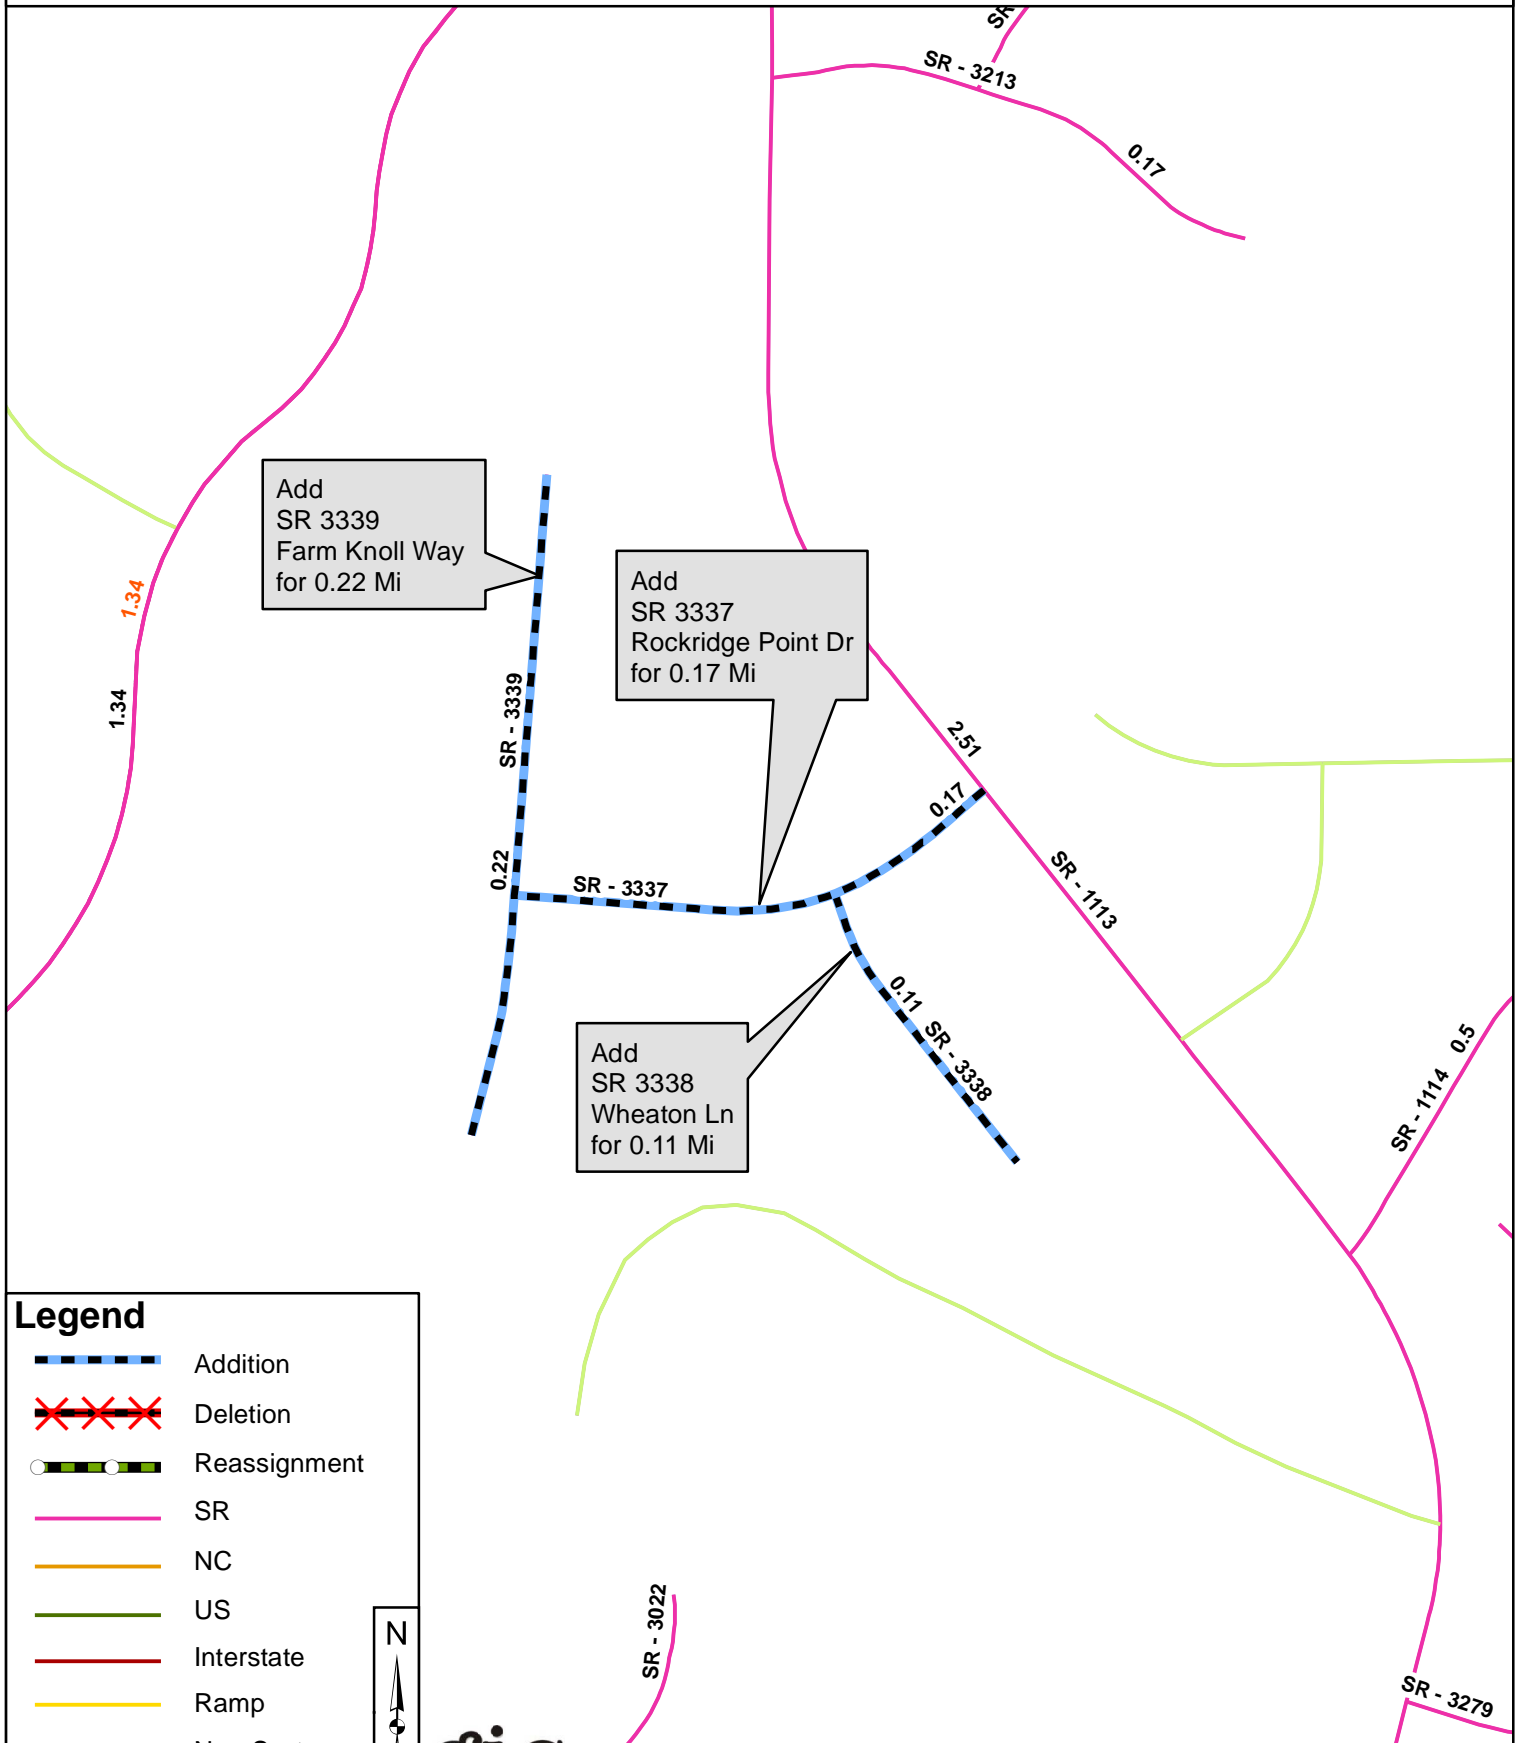 SR
SR - 3213
0.17
1.34
1.34
Add
SR 3339
Farm Knoll Way
for 0.22 Mi
SR - 3339
0.22
Add
SR 3337
Rockridge Point Dr
for 0.17 Mi
2.51
0.17
SR - 3337
SR - 1113
Add
SR 3338
Wheaton Ln
for 0.11 Mi
0.11 SR - 3338
SR - 1114 0.5
Legend
Addition
Deletion
Reassignment
SR
NC
US
Interstate
Ramp
N
SR - 3022
SR - 3279